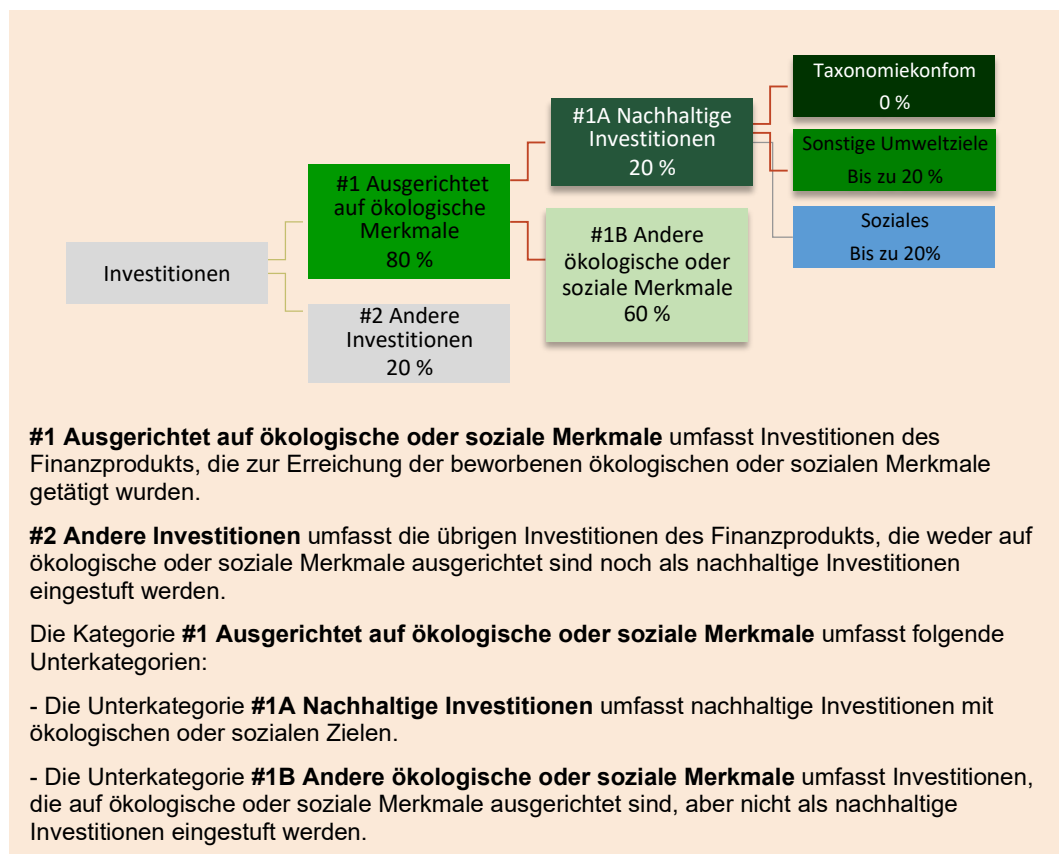 Investitionen
#1 Ausgerichtet
auf ökologische
Merkmale
80 %
#2 Andere
Investitionen
20 %
#1A Nachhaltige
Investitionen
20 %
#1B Andere
ökologische oder
soziale Merkmale
60 %
Taxonomiekonfom
0 %
Sonstige Umweltziele
Bis zu 20 %
Soziales
Bis zu 20%
#1 Ausgerichtet auf ökologische oder soziale Merkmale umfasst Investitionen des
Finanzprodukts, die zur Erreichung der beworbenen ökologischen oder sozialen Merkmale
getätigt wurden.
#2 Andere Investitionen umfasst die übrigen Investitionen des Finanzprodukts, die weder auf
ökologische oder soziale Merkmale ausgerichtet sind noch als nachhaltige Investitionen
eingestuft werden.
Die Kategorie #1 Ausgerichtet auf ökologische oder soziale Merkmale umfasst folgende
Unterkategorien:
- Die Unterkategorie #1A Nachhaltige Investitionen umfasst nachhaltige Investitionen mit
ökologischen oder sozialen Zielen.
- Die Unterkategorie #1B Andere ökologische oder soziale Merkmale umfasst Investitionen,
die auf ökologische oder soziale Merkmale ausgerichtet sind, aber nicht als nachhaltige
Investitionen eingestuft werden.